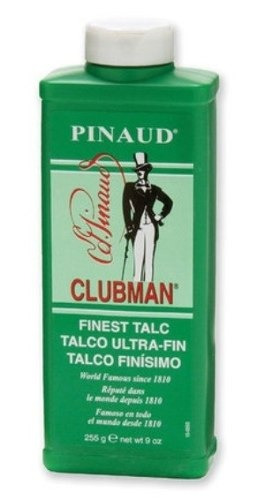 PINAUD®
Ed. Pinaud
CLUBMAN®
FINEST TALC
TALCO ULTRA-FIN
TALCO FINÍSIMO
World Famous since 1810
Réputé dans
le monde depuis 1810
Famoso en todo
el mundo desde 1810
255 g ℮ net wt 9 oz